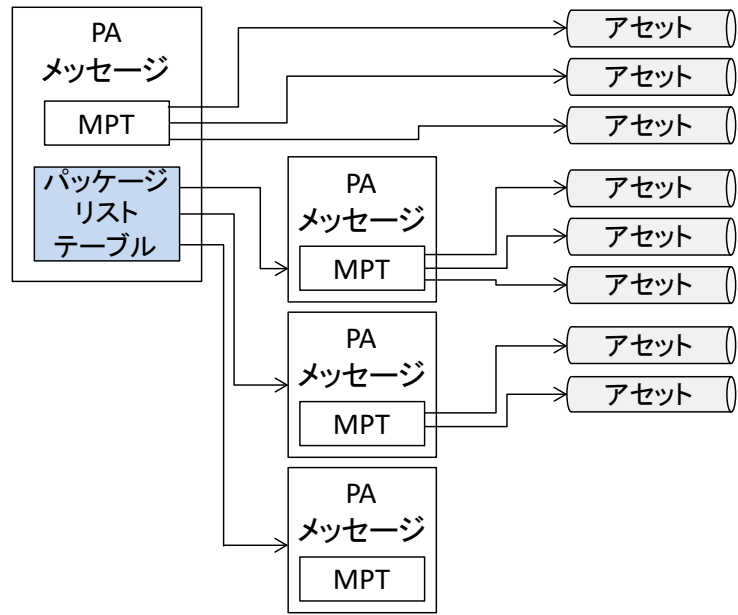 PA
メッセージ
MPT
パッケージ
リスト
テーブル
アセット
アセット
アセット
PA
メッセージ
MPT
アセット
アセット
アセット
PA
メッセージ
MPT
アセット
アセット
PA
メッセージ
MPT